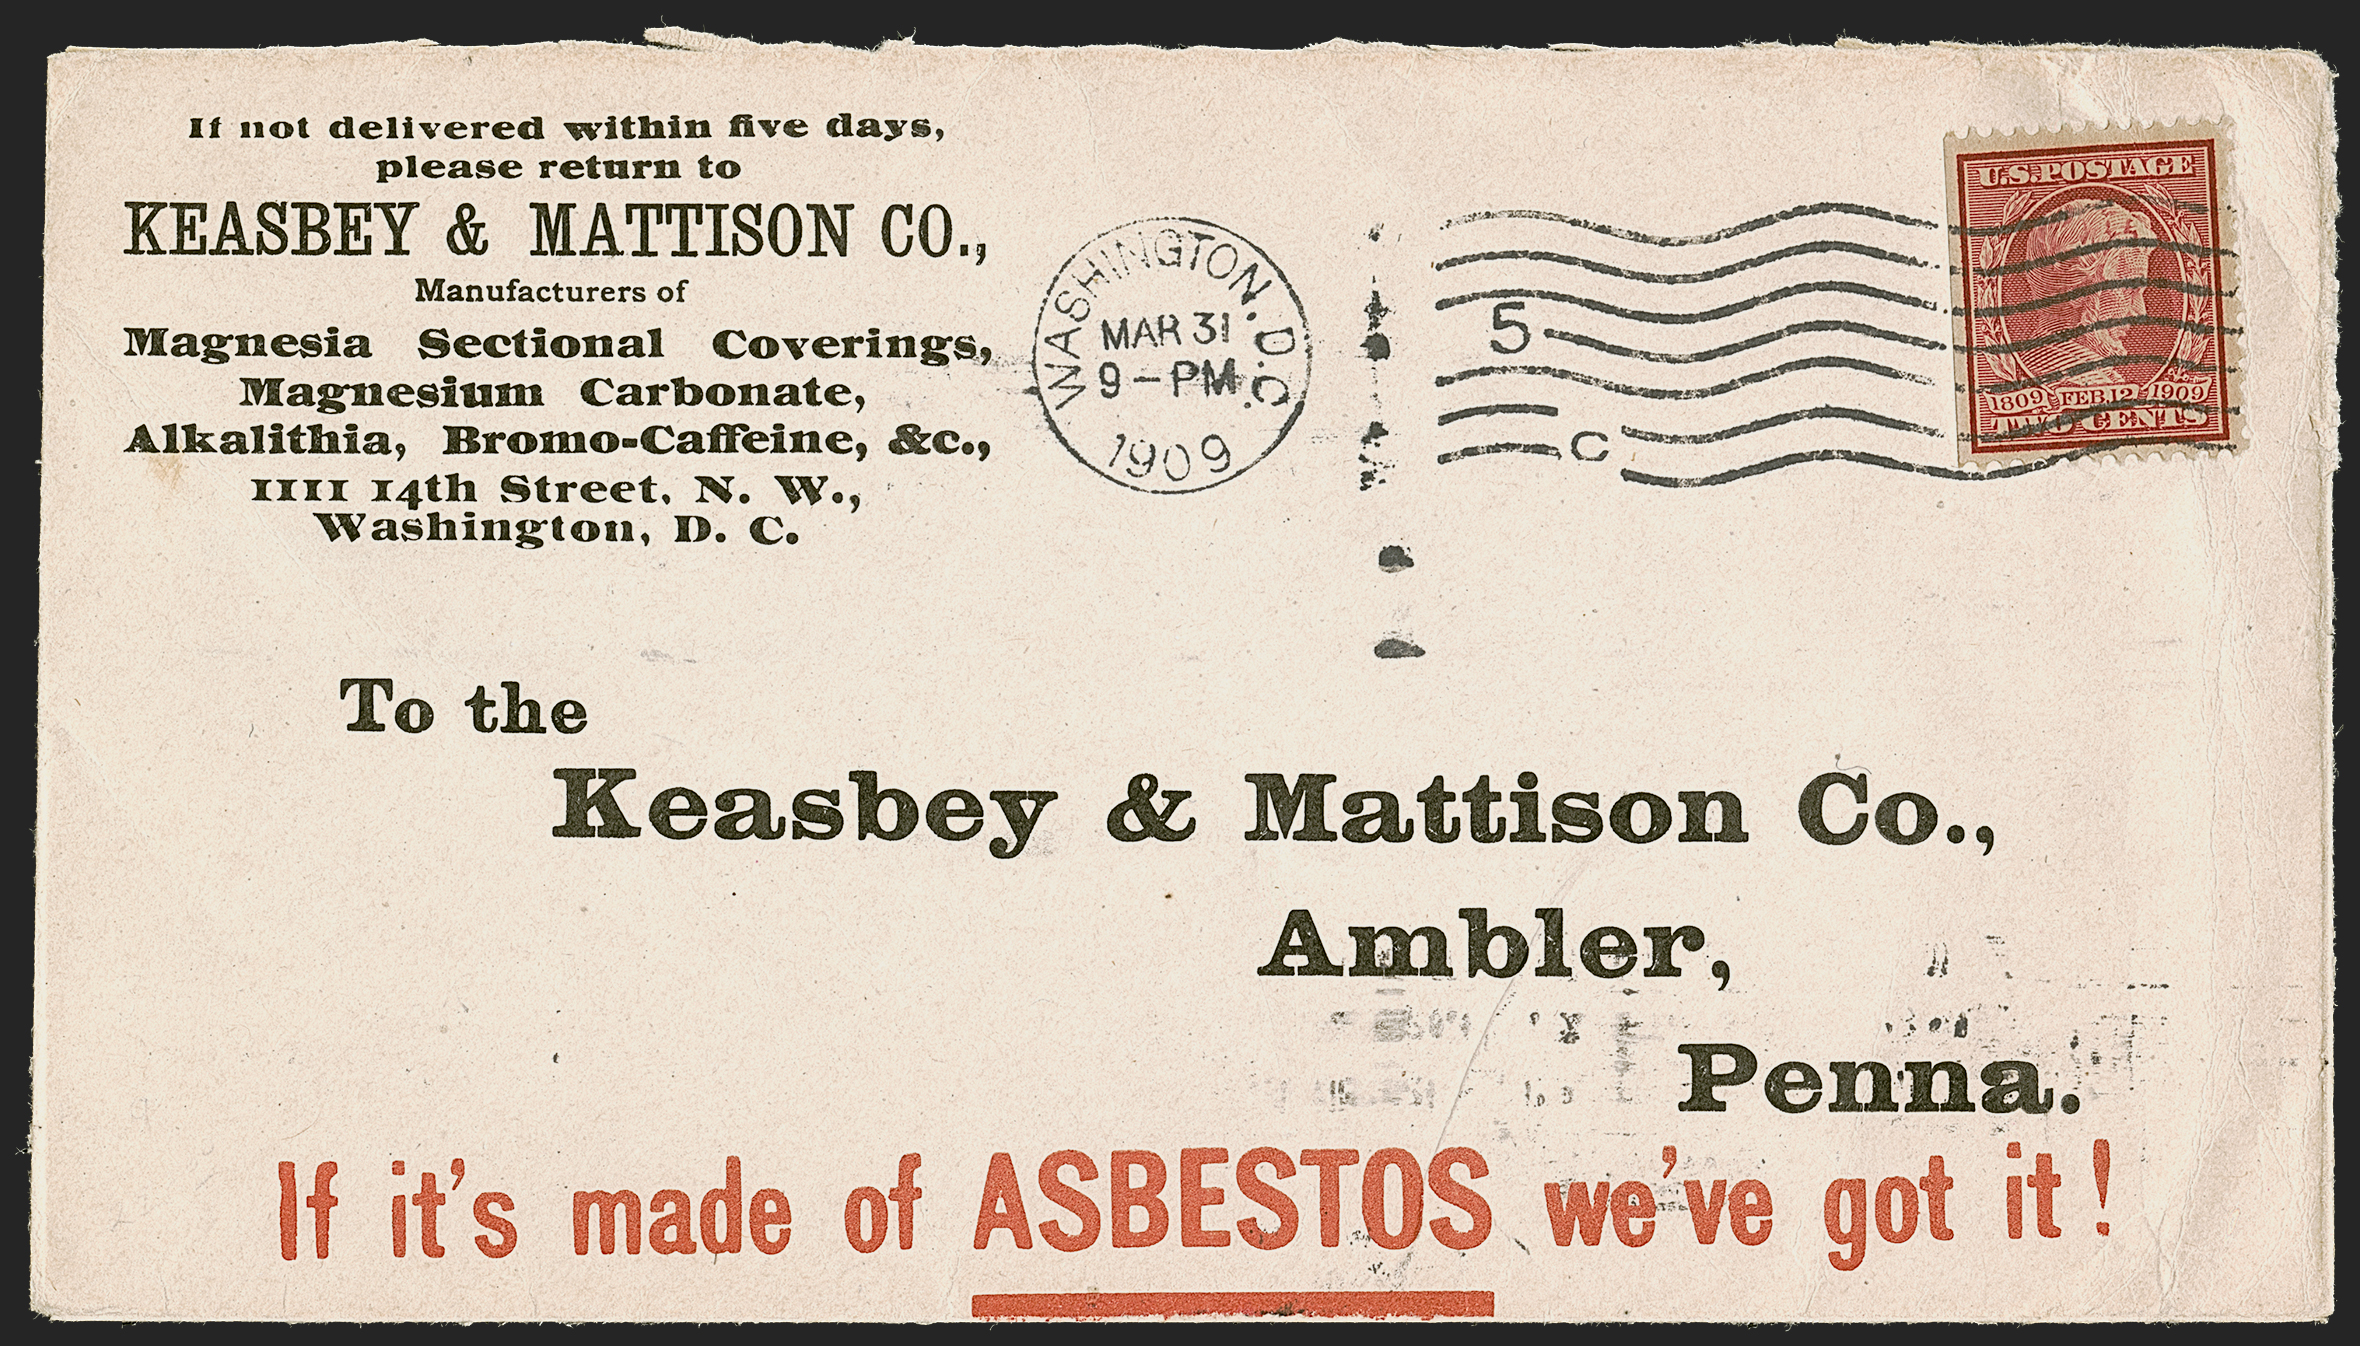 If not delivered within five days,
please return to
KEASBEY & MATTISON CO.,
Manufacturers of
Magnesia Sectional Coverings,
Magnesium Carbonate,
Alkalithia, Bromo-Caffeine, &c.,
1111 14th Street, N. W.,
Washington, D. C.
WASHINGTON. D.C.
MAR 31
9-PM.
1909
5
C
U.S. POSTAGE
1809 FEB. 12 1909
TWO CENTS
To the
Keasbey & Mattison Co.,
Ambler,
Penna.
If it's made of ASBESTOS we've got it!